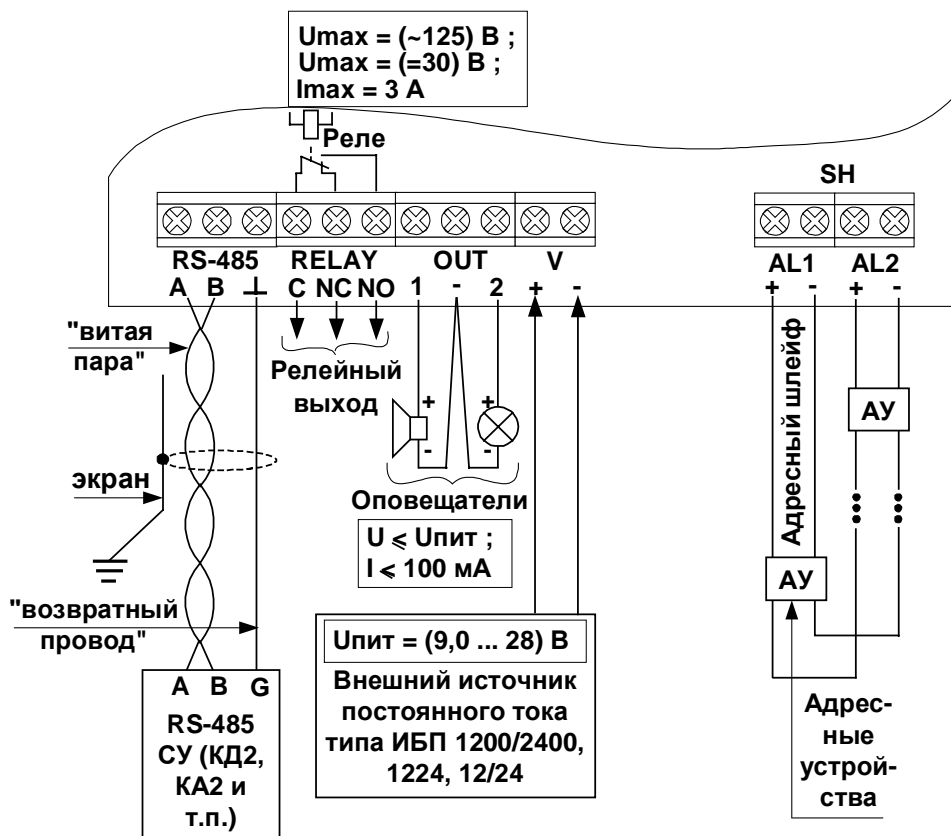 Umax = (~125) В ;
Umax = (=30) В ;
Imax = 3 А
Реле
SH
RS-485 RELAY OUT V AL1 AL2
A B ⊥ C NC NO 1 - 2 + - + - + -
"витая
пара"
Релейный
выход
экран
+ +
- -
Оповещатели
U ⩽ Uпит ;
I ⩽ 100 мА
Адресный шлейф
АУ
АУ
"возвратный
провод"
Uпит = (9,0 ... 28) В
Внешний источник
постоянного тока
типа ИБП 1200/2400,
1224, 12/24
A B G
RS-485
СУ (КД2,
КА2 и
т.п.)
Адрес-
ные
устрой-
ства